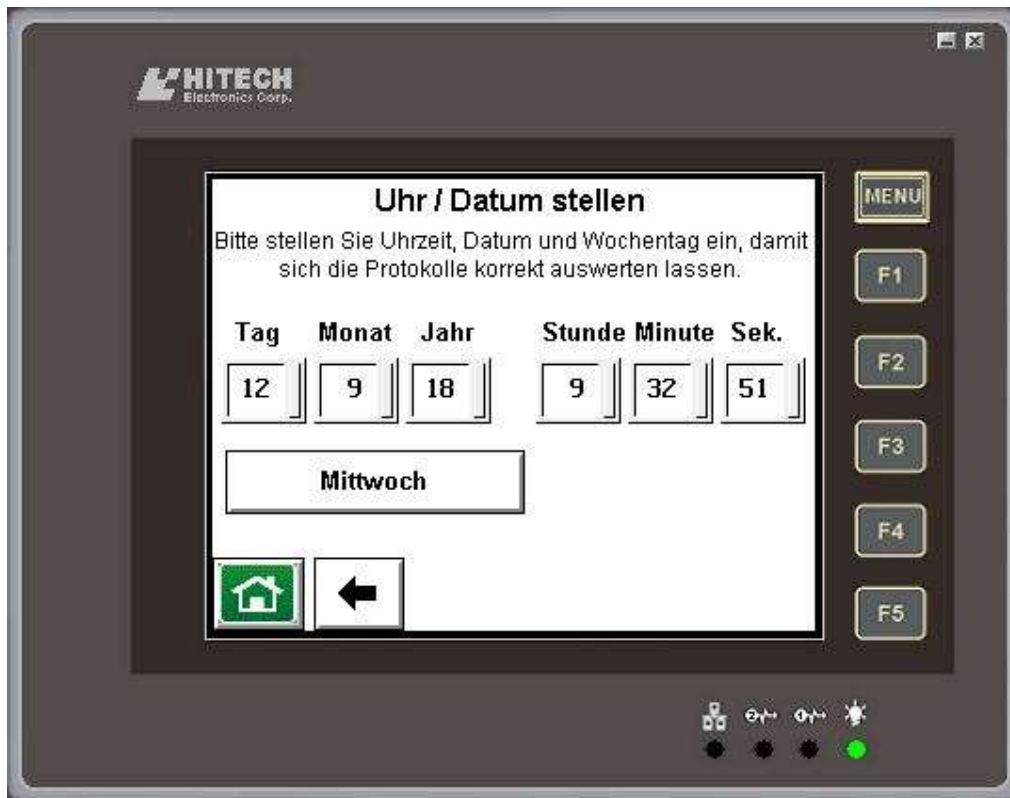 HITECH
Electronics Corp.
Uhr / Datum stellen
Bitte stellen Sie Uhrzeit, Datum und Wochentag ein, damit
sich die Protokolle korrekt auswerten lassen.
Tag Monat Jahr Stunde Minute Sek.
12 9 18 9 32 51
Mittwoch
MENU
F1
F2
F3
F4
F5
2 1